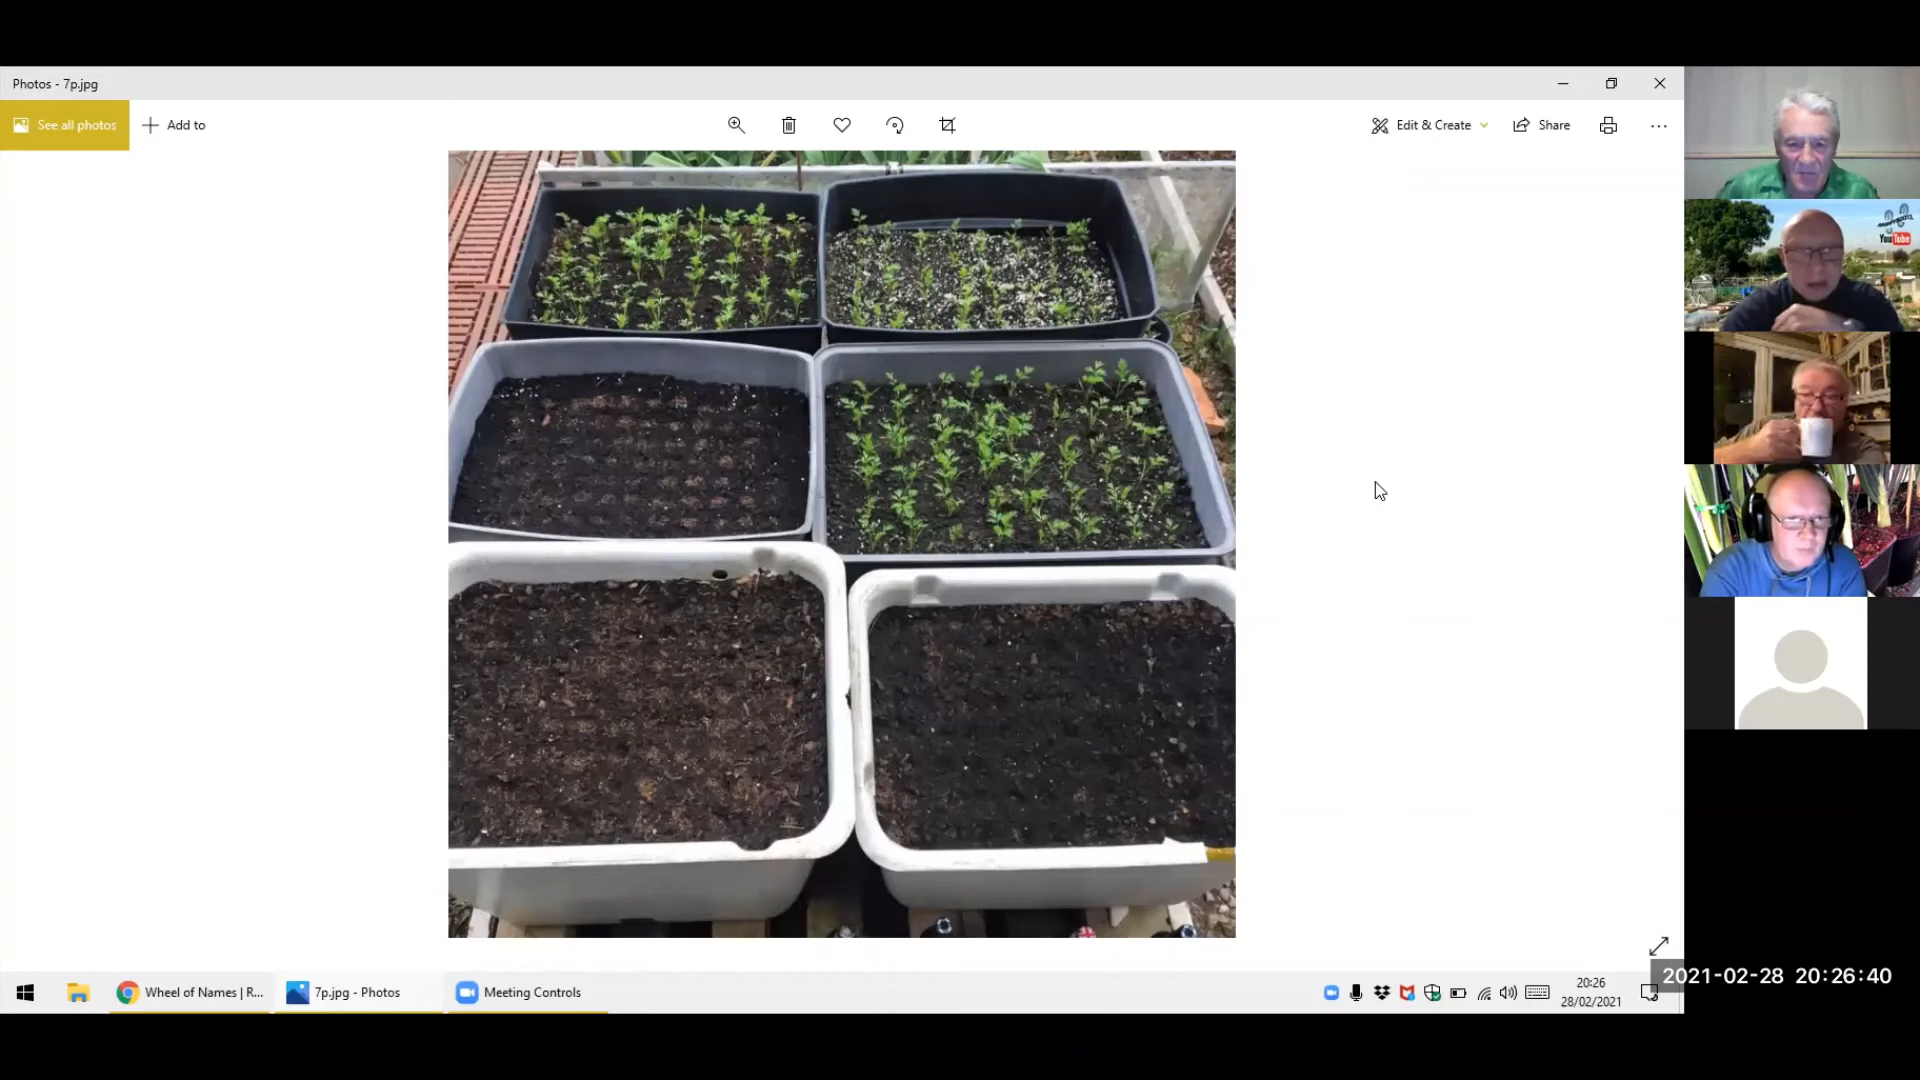 Photos - 7p.jpg
See all photos
Add to
Edit & Create
Share
YouTube
Wheel of Names | R...
7p.jpg - Photos
Meeting Controls
20:26
28/02/2021
2021-02-28 20:26:40